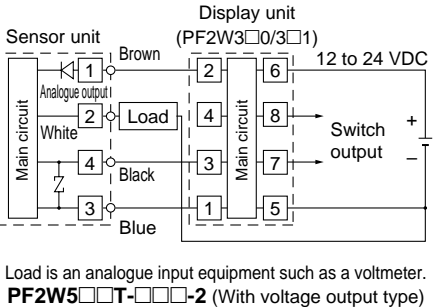 Display unit
(PF2W3□0/3□1)
Sensor unit
Brown
12 to 24 VDC
1
2
6
Analogue output
Main circuit
2
Load
4
Main circuit
8
White
Switch
output
+
−
4
Black
3
7
3
Blue
1
5
Load is an analogue input equipment such as a voltmeter.
PF2W5□□T-□□□-2 (With voltage output type)